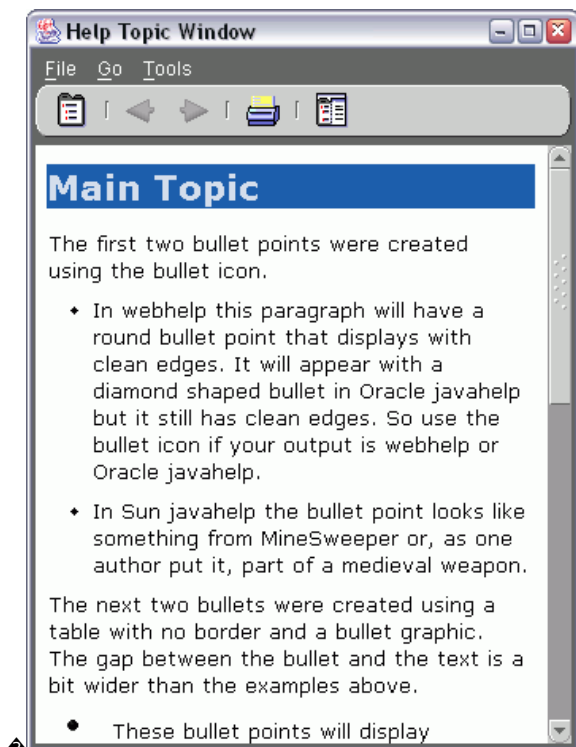 Help Topic Window
File Go Tools
Main Topic
The first two bullet points were created
using the bullet icon.
• In webhelp this paragraph will have a
round bullet point that displays with
clean edges. It will appear with a
diamond shaped bullet in Oracle javahelp
but it still has clean edges. So use the
bullet icon if your output is webhelp or
Oracle javahelp.
• In Sun javahelp the bullet point looks like
something from MineSweeper or, as one
author put it, part of a medieval weapon.
The next two bullets were created using a
table with no border and a bullet graphic.
The gap between the bullet and the text is a
bit wider than the examples above.
• These bullet points will display